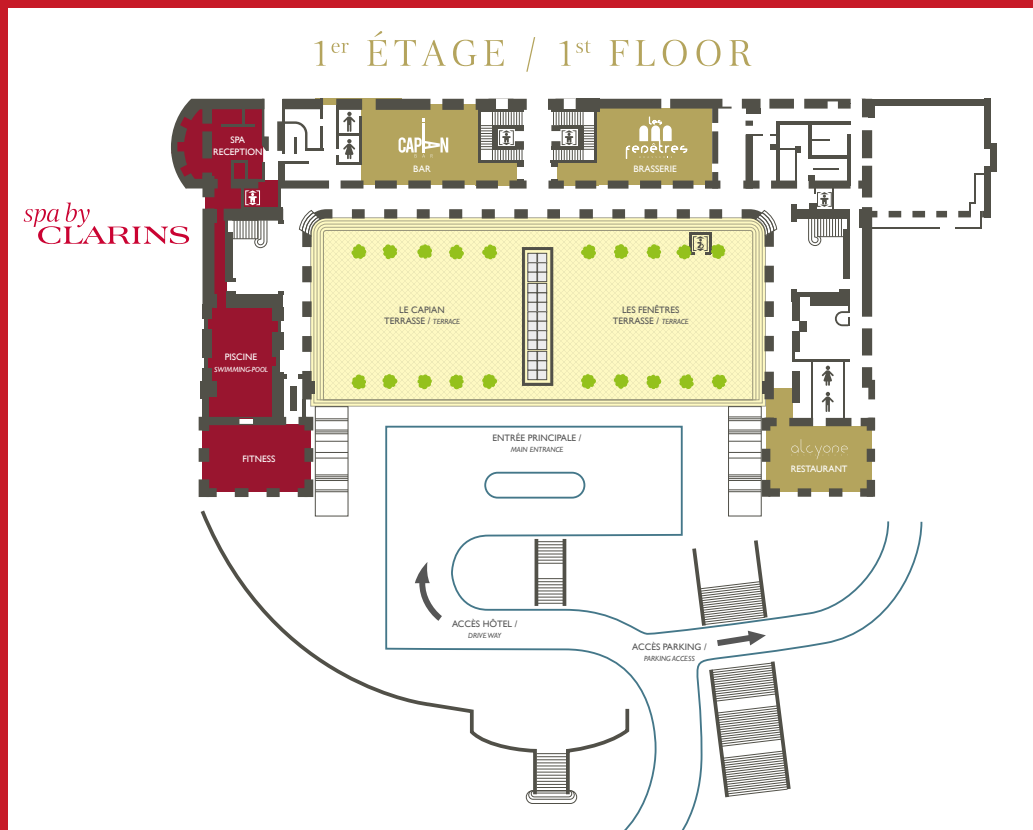 1er ÉTAGE / 1st FLOOR
SPA
RECEPTION
CAPIAN
BAR
BAR
les
fenêtres
BRASSERIE
spa by
CLARINS
LE CAPIAN
TERRASSE / TERRACE
LES FENÊTRES
TERRASSE / TERRACE
PISCINE
SWIMMING-POOL
FITNESS
ENTRÉE PRINCIPALE /
MAIN ENTRANCE
alcyone
RESTAURANT
ACCÈS HÔTEL /
DRIVE WAY
ACCÈS PARKING /
PARKING ACCESS